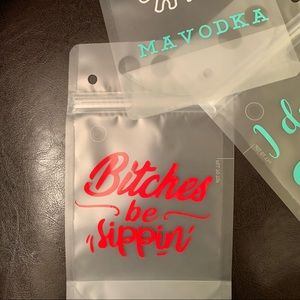 MAVODKA
I d
Bitches
be
sippin'